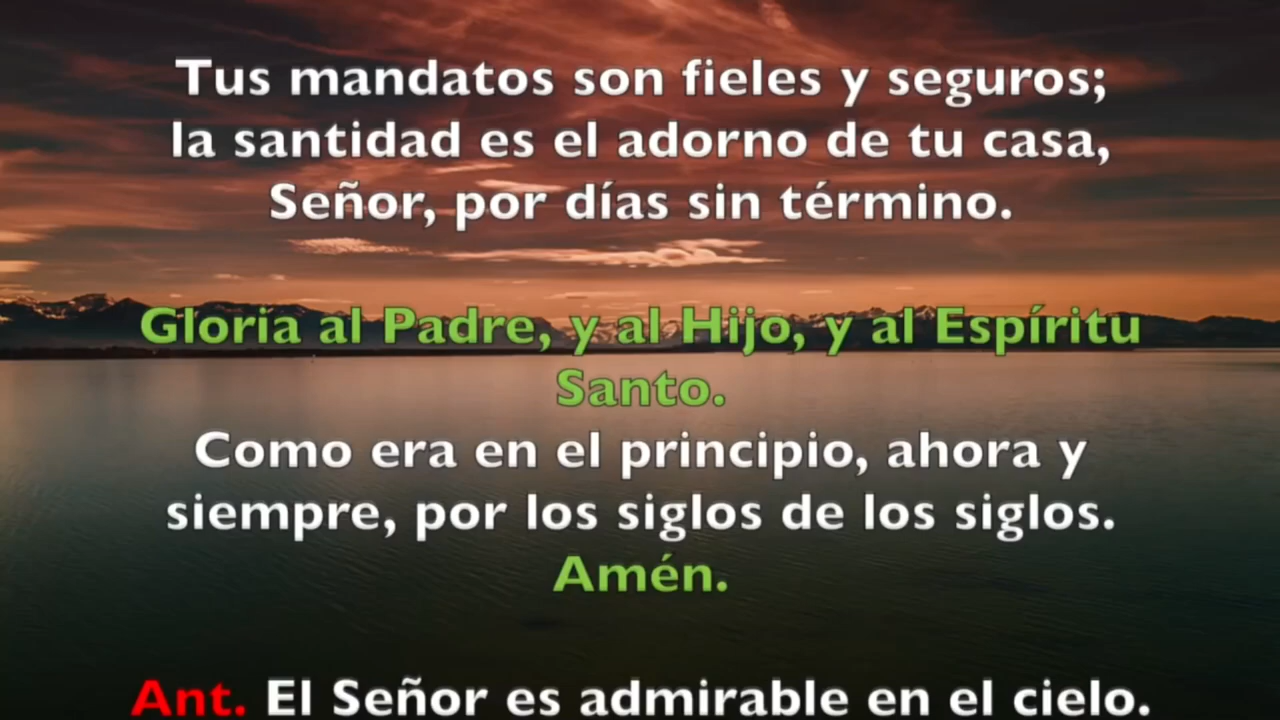 Tus mandatos son fieles y seguros;
la santidad es el adorno de tu casa,
Señor, por días sin término.
Gloria al Padre, y al Hijo, y al Espíritu
Santo.
Como era en el principio, ahora y
siempre, por los siglos de los siglos.
Amén.
Ant. El Señor es admirable en el cielo.